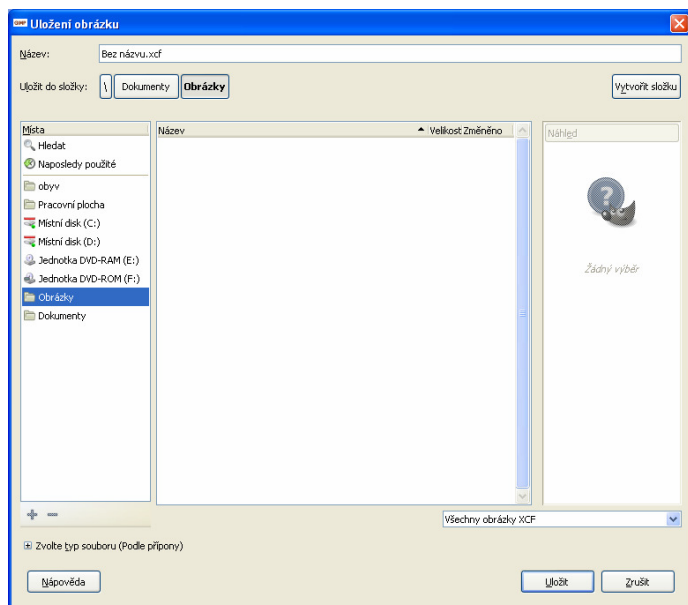 Uložení obrázku
Název: Bez názvu.xcf
Uložit do složky: \ Dokumenty Obrázky Vytvořit složku
Místa
Hledat
Naposledy použité
obyv
Pracovní plocha
Místní disk (C:)
Místní disk (D:)
Jednotka DVD-RAM (E:)
Jednotka DVD-ROM (F:)
Obrázky
Dokumenty
Název Velikost Změněno
Náhled
Žádný výběr
Všechny obrázky XCF
Zvolte typ souboru (Podle přípony)
Nápověda Uložit Zrušit